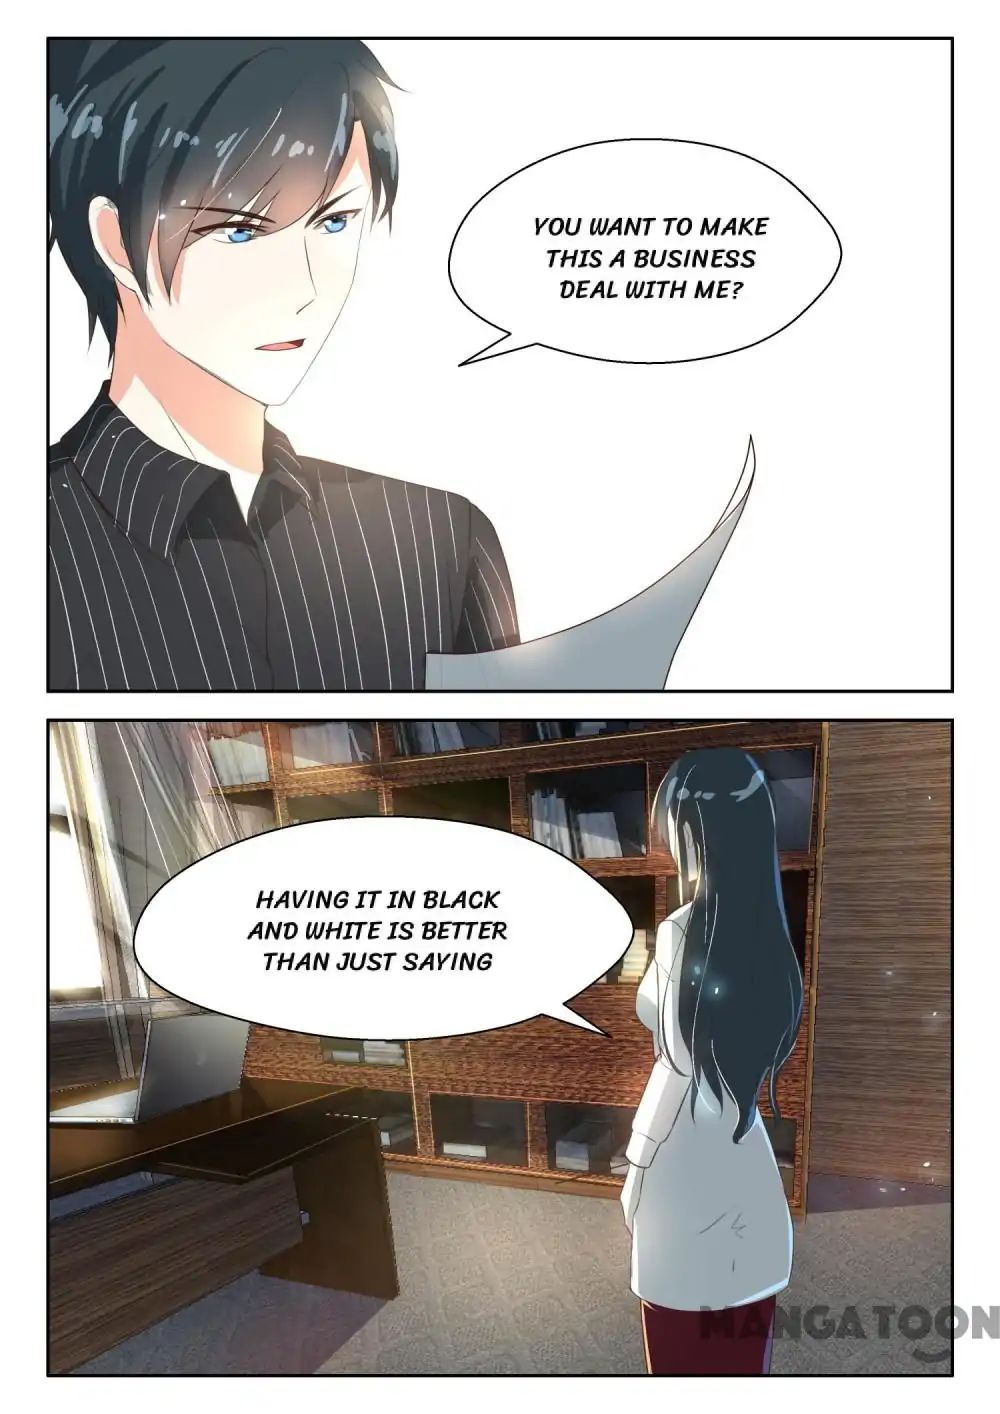 YOU WANT TO MAKE
THIS A BUSINESS
DEAL WITH ME?
HAVING IT IN BLACK
AND WHITE IS BETTER
THAN JUST SAYING
MANGATOON